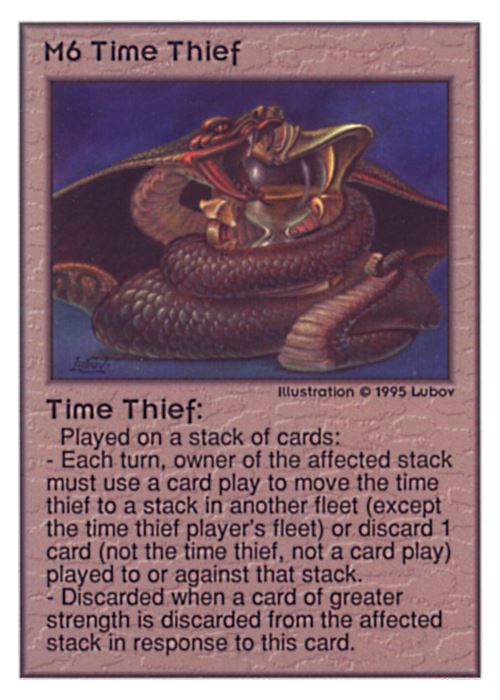 M6 Time Thief
Lubov
Illustration © 1995 Lubov
Time Thief:
Played on a stack of cards:
- Each turn, owner of the affected stack
must use a card play to move the time
thief to a stack in another fleet (except
the time thief player's fleet) or discard 1
card (not the time thief, not a card play)
played to or against that stack.
- Discarded when a card of greater
strength is discarded from the affected
stack in response to this card.